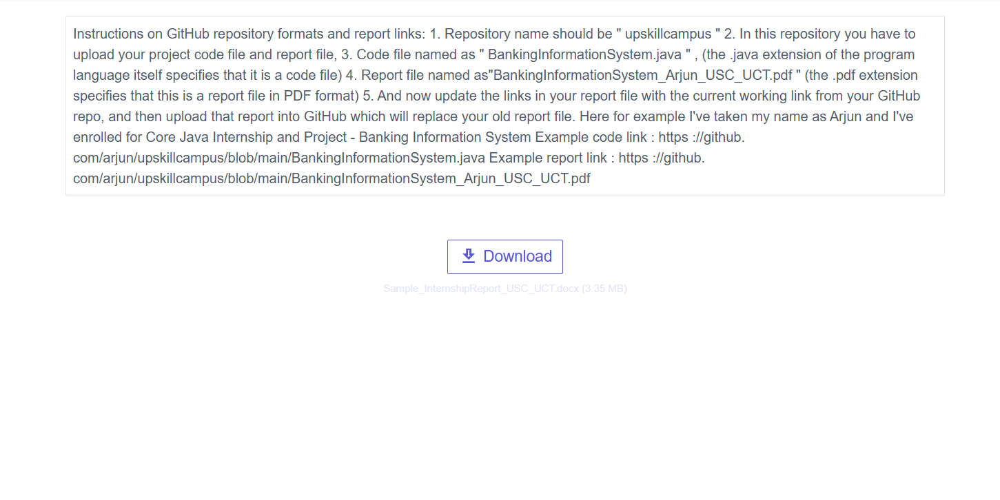 Instructions on GitHub repository formats and report links: 1. Repository name should be " upskillcampus " 2. In this repository you have to
upload your project code file and report file, 3. Code file named as " BankingInformationSystem.java " , (the .java extension of the program
language itself specifies that it is a code file) 4. Report file named as"BankingInformationSystem_Arjun_USC_UCT.pdf " (the .pdf extension
specifies that this is a report file in PDF format) 5. And now update the links in your report file with the current working link from your GitHub
repo, and then upload that report into GitHub which will replace your old report file. Here for example I've taken my name as Arjun and I've
enrolled for Core Java Internship and Project - Banking Information System Example code link : https ://github.
com/arjun/upskillcampus/blob/main/BankingInformationSystem.java Example report link : https ://github.
com/arjun/upskillcampus/blob/main/BankingInformationSystem_Arjun_USC_UCT.pdf
Download
Sample_InternshipReport_USC_UCT.docx (3.35 MB)